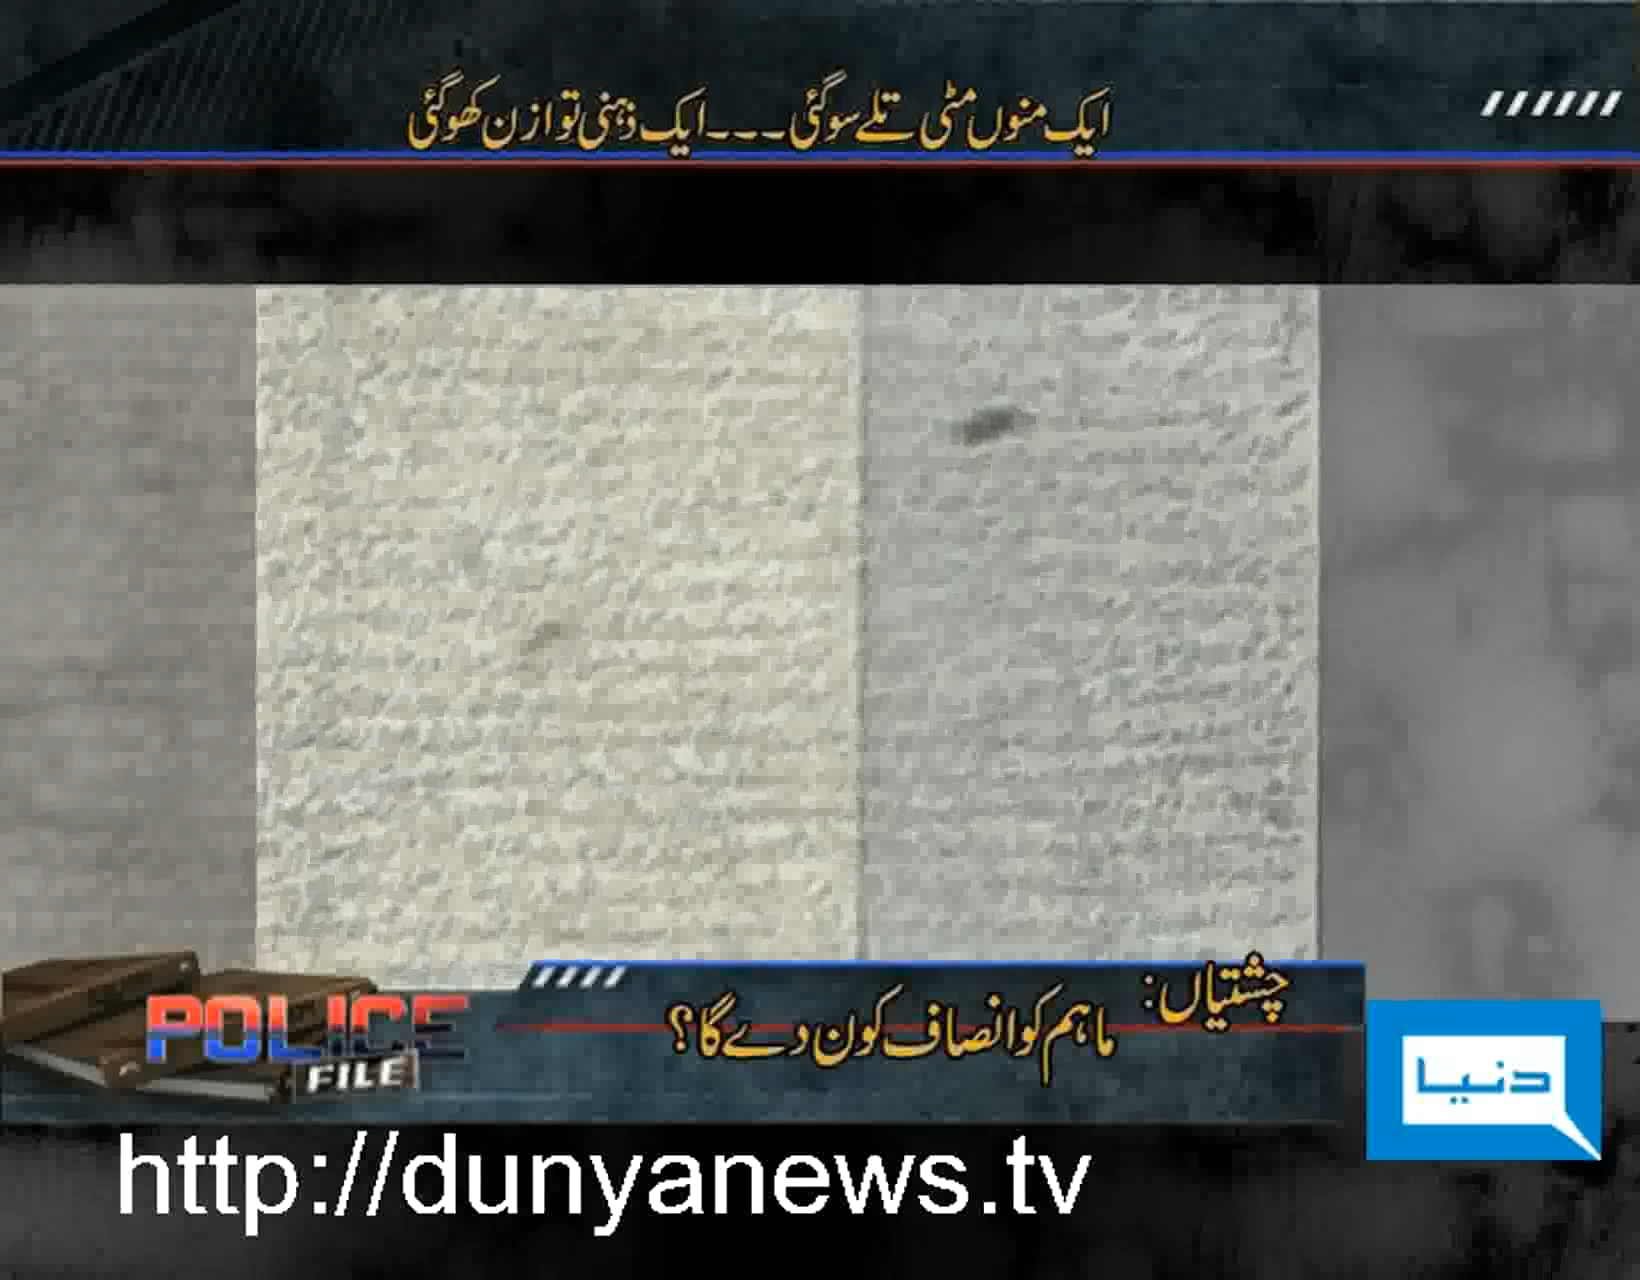 ایک منوں مٹی تلے سوگئی ۔۔۔ ایک ذہنی توازن کھوگئی
چشتیاں:
ماہم کو انصاف کون دے گا؟
POLICE
FILE
دنیا
http://dunyanews.tv